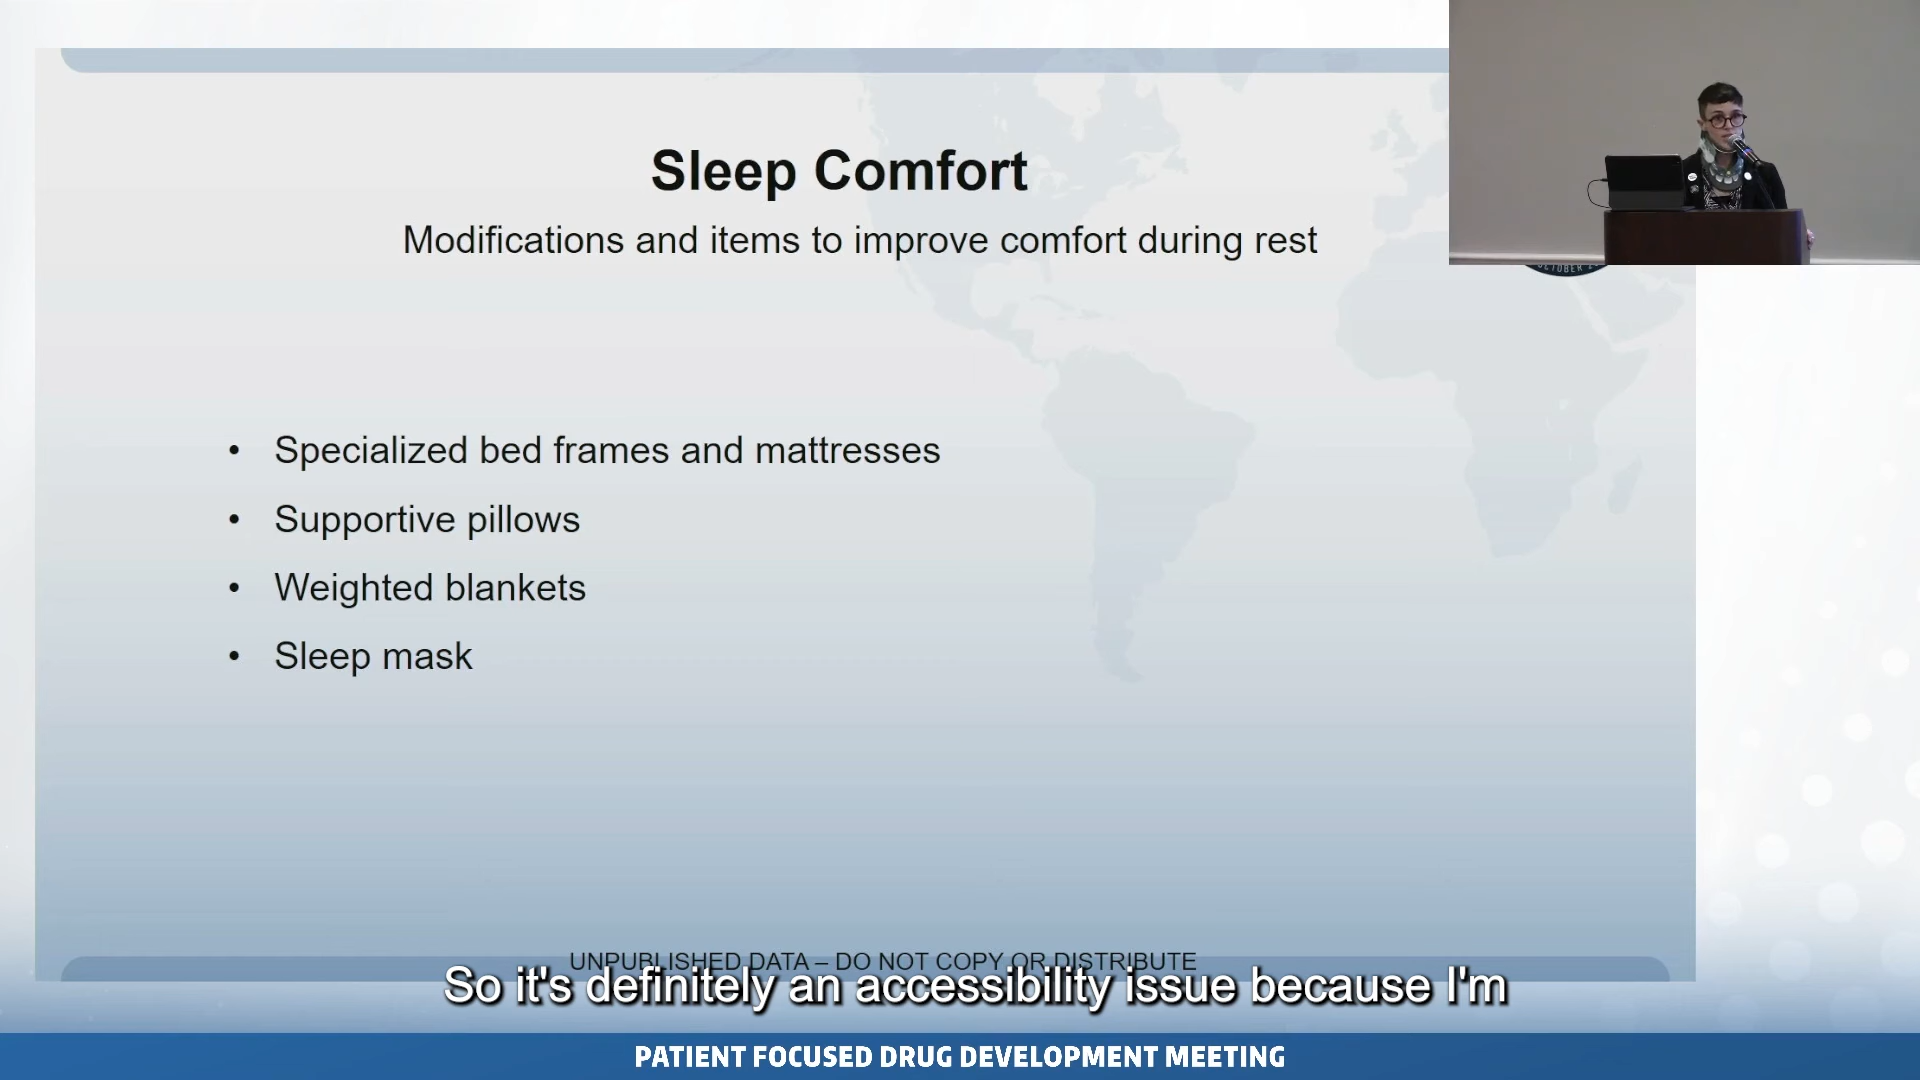 Sleep Comfort
Modifications and items to improve comfort during rest
OCTOBER
• Specialized bed frames and mattresses
• Supportive pillows
• Weighted blankets
• Sleep mask
UNPUBLISHED DATA – DO NOT COPY OR DISTRIBUTE
So it's definitely an accessibility issue because I'm
PATIENT FOCUSED DRUG DEVELOPMENT MEETING